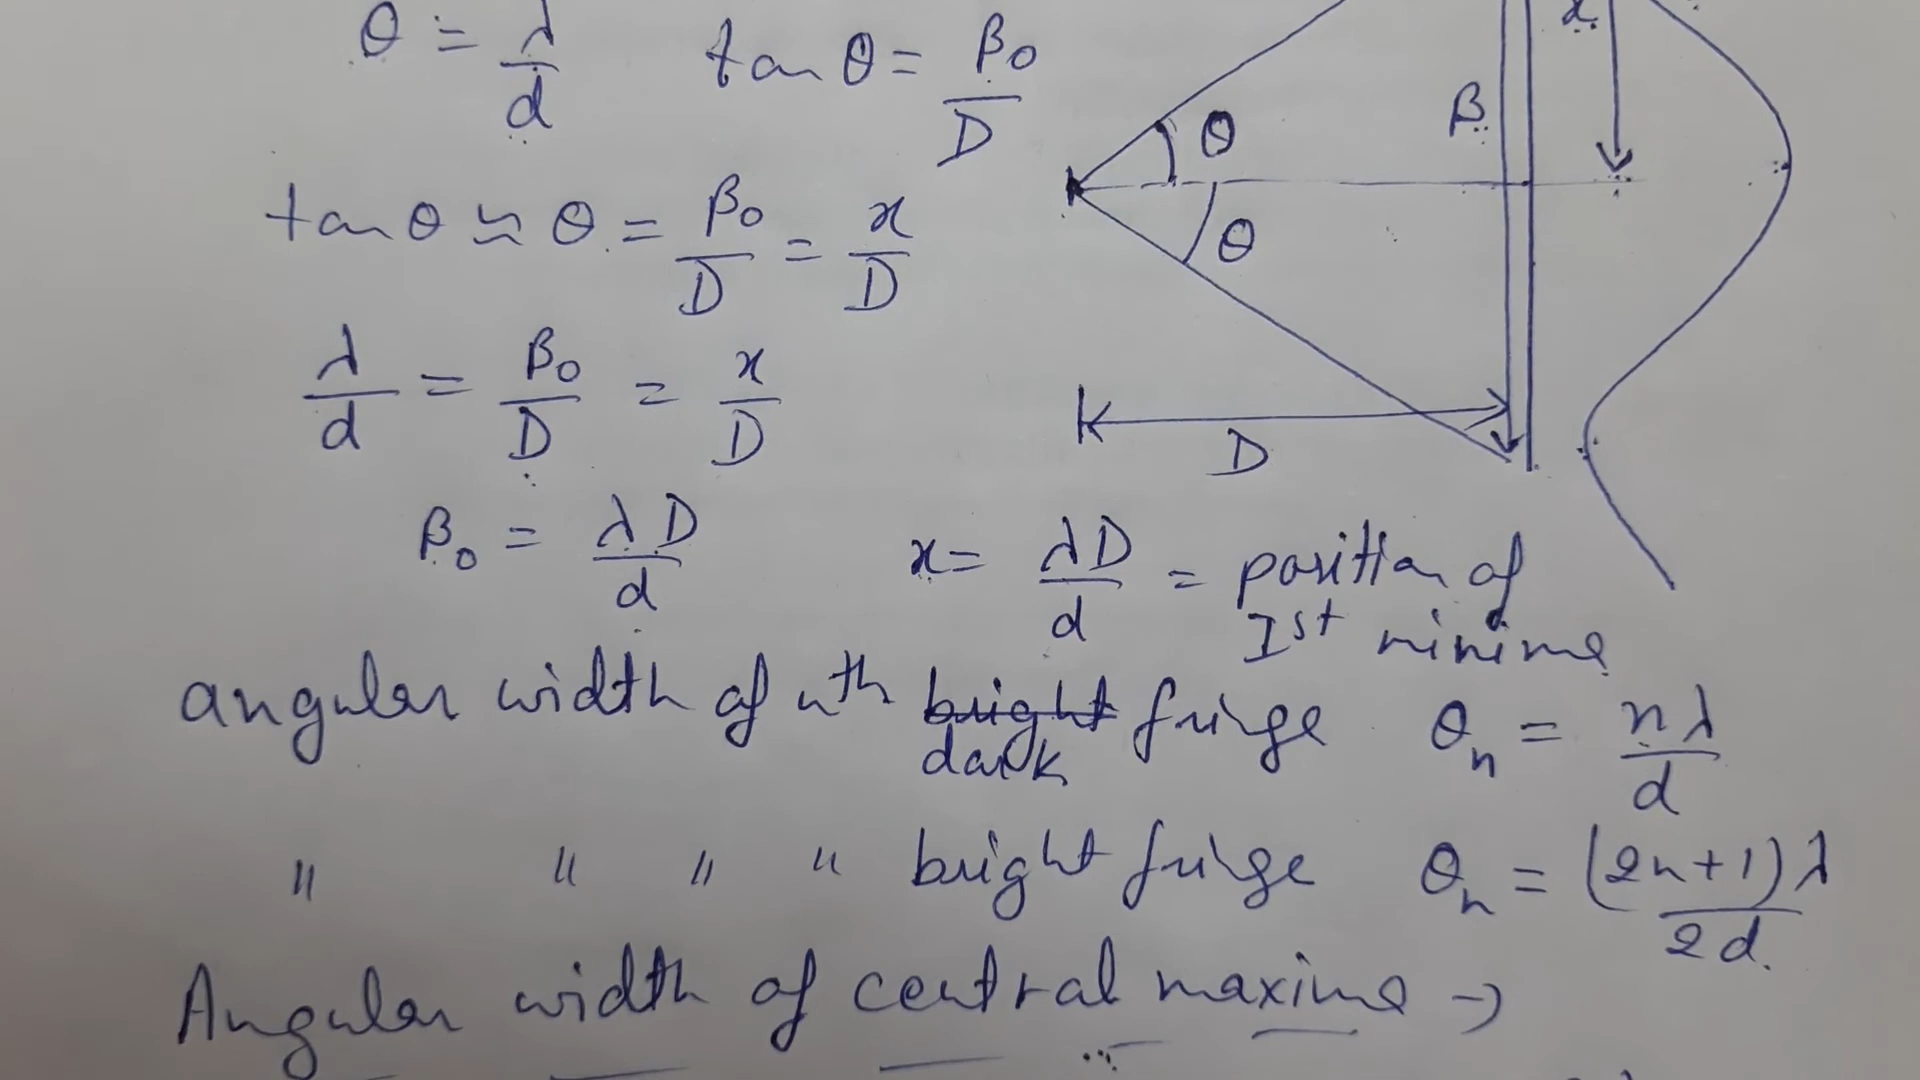 θ = λ/d tan θ = β₀/D
tan θ ≈ θ = β₀/D = x/D
λ/d = β₀/D = x/D
β₀ = λD/d
x = λD/d = position of
Ist minima
x
β
θ
θ
D
angular width of nth bright fringe θn = nλ/d
dark
" " " " bright fringe θn = (2n+1)λ/2d
Angular width of central maxima →